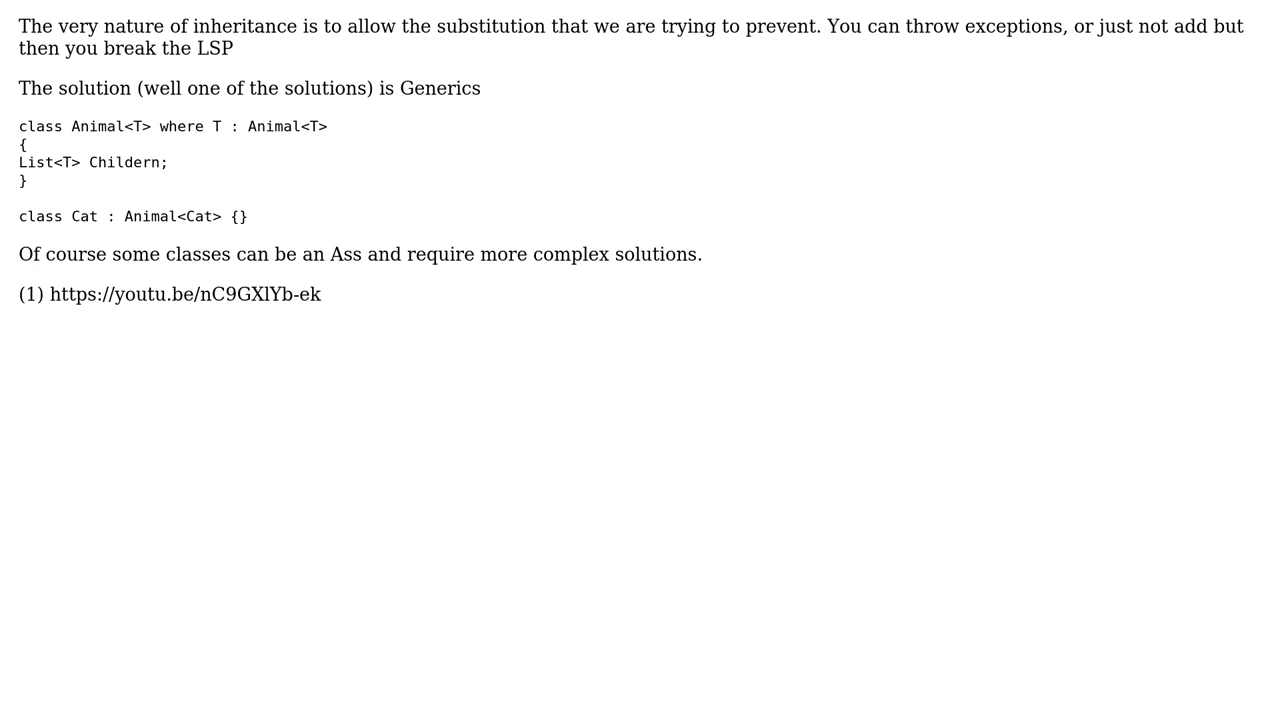 The very nature of inheritance is to allow the substitution that we are trying to prevent. You can throw exceptions, or just not add but
then you break the LSP
The solution (well one of the solutions) is Generics
class Animal<T> where T : Animal<T>
{
List<T> Childern;
}
class Cat : Animal<Cat> {}
Of course some classes can be an Ass and require more complex solutions.
(1) https://youtu.be/nC9GXlYb-ek